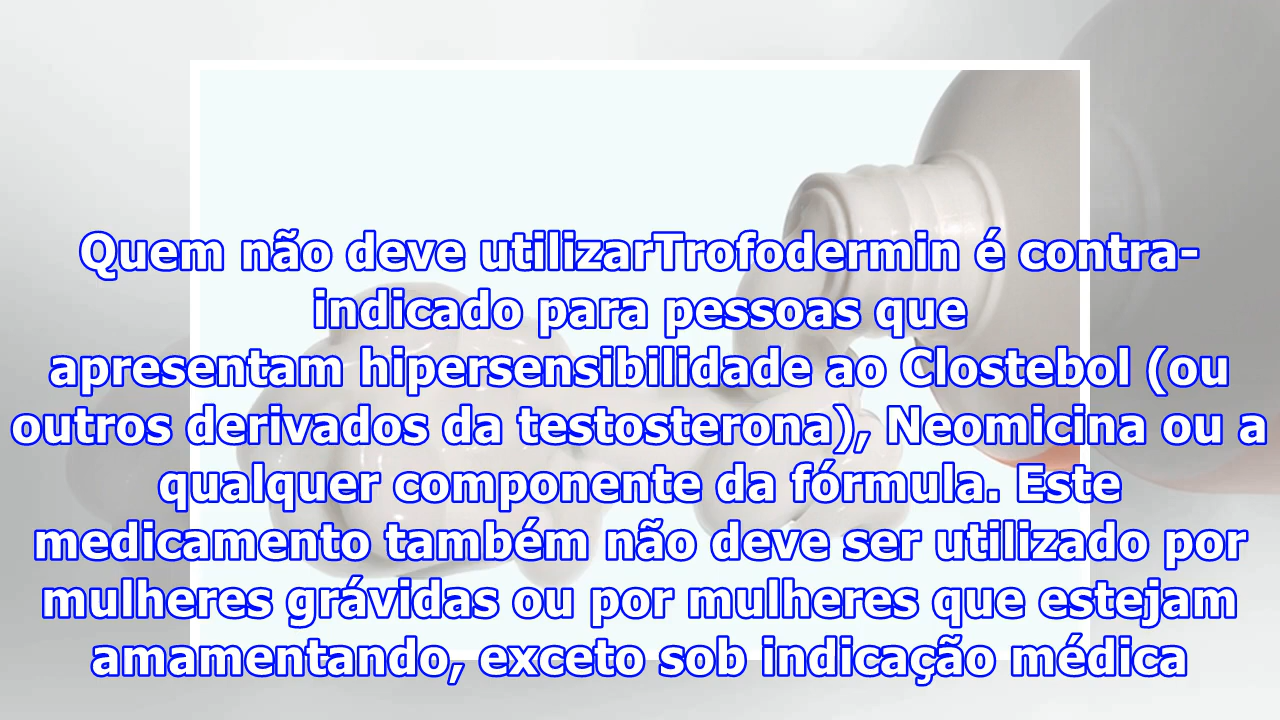 Quem não deve utilizarTrofodermin é contra-
indicado para pessoas que
apresentam hipersensibilidade ao Clostebol (ou
outros derivados da testosterona), Neomicina ou a
qualquer componente da fórmula. Este
medicamento também não deve ser utilizado por
mulheres grávidas ou por mulheres que estejam
amamentando, exceto sob indicação médica